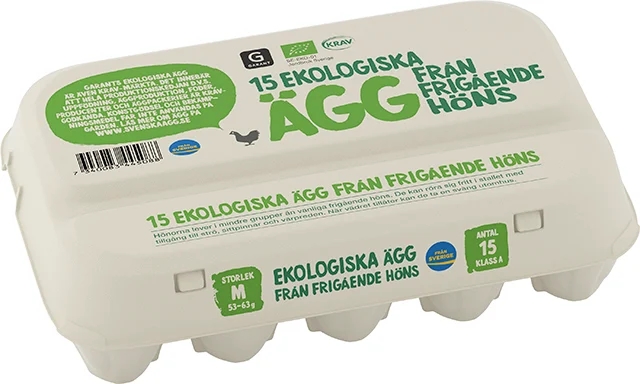 GARANTS EKOLOGISKA ÄGG
ÄR ÄVEN KRAV-MÄRKTA. DET INNEBÄR
ATT HELA PRODUKTIONSKEDJAN D.V.S.
UPPFÖDNING, ÄGGPRODUKTION, FODER-
PRODUCENTER OCH ÄGGPACKERIER ÄR KRAV-
GODKÄNDA. KONSTGÖDSEL OCH BEKÄMP-
NINGSMEDEL FÅR INTE ANVÄNDAS PÅ
GÅRDEN. LÄS MER OM ÄGG PÅ
WWW.SVENSKAAGG.SE
FRÅN
SVERIGE
G
GARANT
SE-EKO-01
Jordbruk Sverige
KRAV
15 EKOLOGISKA
ÄGG
FRÅN
FRIGÅENDE
HÖNS
15 EKOLOGISKA ÄGG FRÅN FRIGÅENDE HÖNS
Hönorna lever i mindre grupper än vanliga frigående höns. De kan röra sig fritt i stallet med
tillgång till strö, sittpinnar och värpreden. När vädret tillåter kan de ta en sväng utomhus.
STORLEK
M
53-63g
EKOLOGISKA ÄGG
FRÅN FRIGÅENDE HÖNS
FRÅN
SVERIGE
ANTAL
15
KLASS A